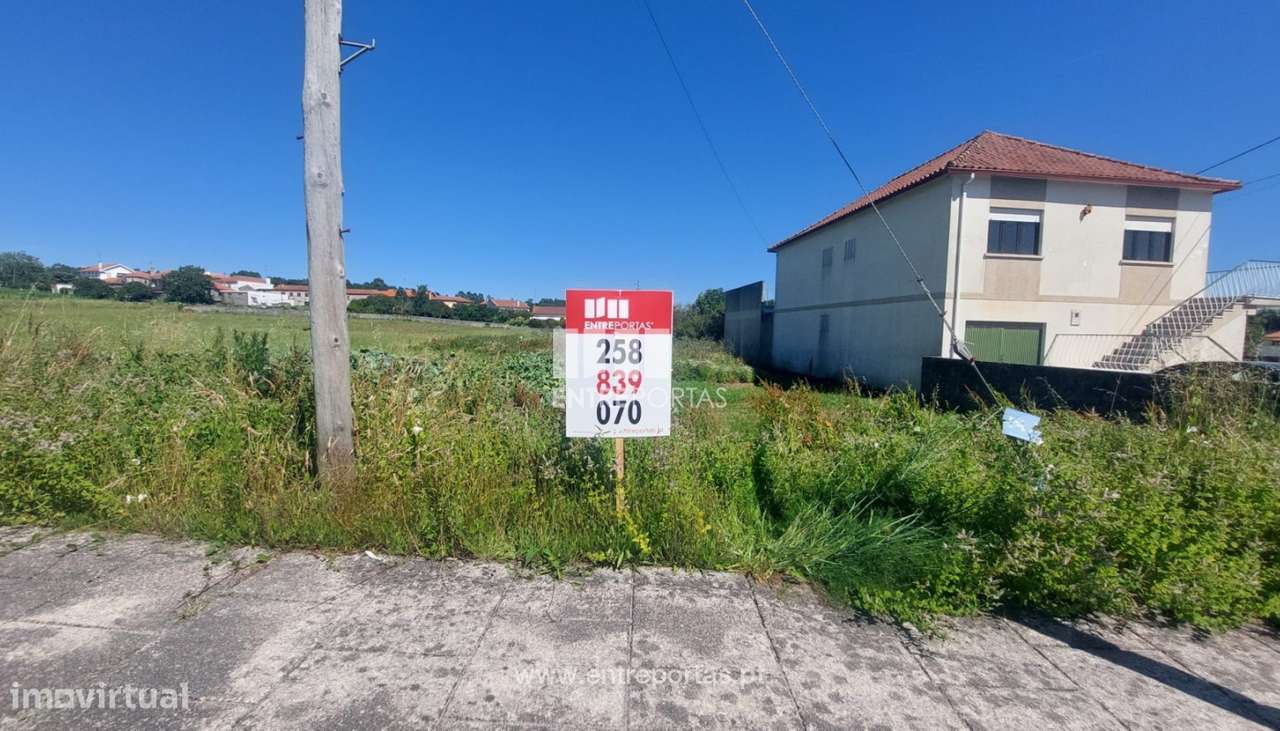 ENTREPORTAS
258
839
070
ENTREPORTAS
www.entreportas.pt
imovirtual